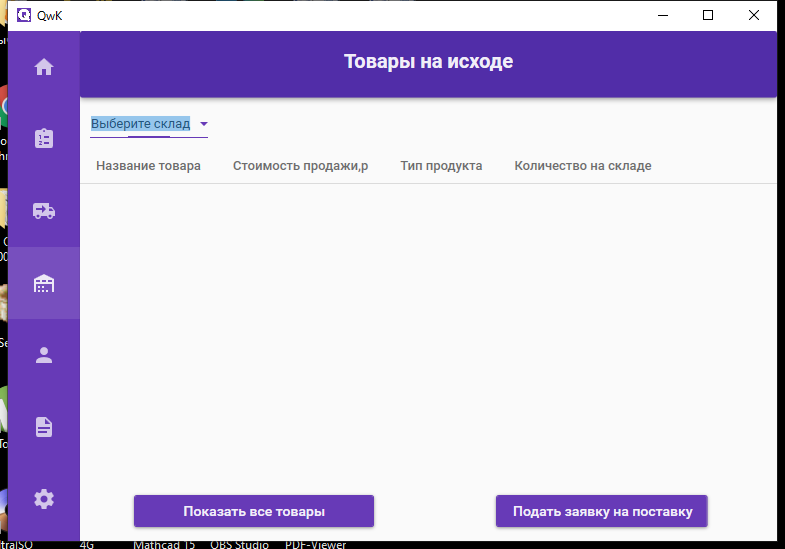 QwK
Товары на исходе
Выберите склад
Название товара Стоимость продажи,р Тип продукта Количество на складе
Показать все товары Подать заявку на поставку
traISO 4G Mathcad 15 OBS Studio PDF-Viewer